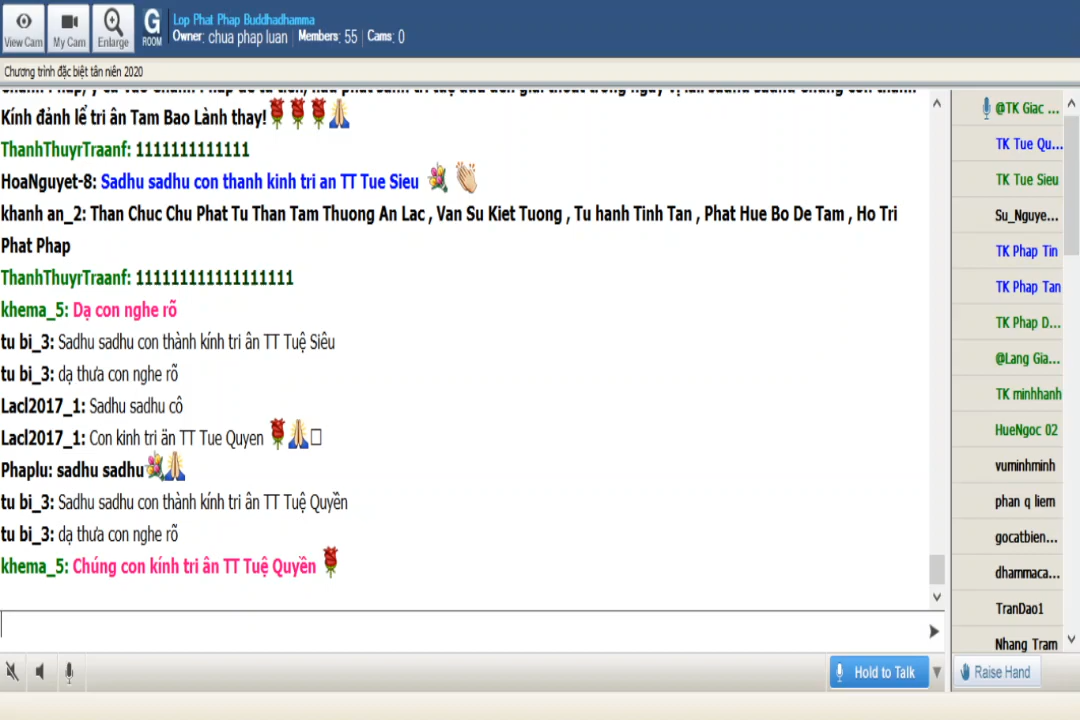 Lop Phat Phap Buddhadhamma
Owner: chua phap luan Members: 55 Cams: 0
View Cam My Cam Enlarge G ROOM
Chương trình đặc biệt tân niên 2020
Kính đảnh lể tri ân Tam Bao Lành thay!
ThanhThuyrTraanf: 1111111111111
HoaNguyet-8: Sadhu sadhu con thanh kinh tri an TT Tue Sieu
khanh an_2: Than Chuc Chu Phat Tu Than Tam Thuong An Lac , Van Su Kiet Tuong , Tu hanh Tinh Tan , Phat Hue Bo De Tam , Ho Tri
Phat Phap
ThanhThuyrTraanf: 111111111111111111
khema_5: Dạ con nghe rõ
tu bi_3: Sadhu sadhu con thành kính tri ân TT Tuệ Siêu
tu bi_3: dạ thưa con nghe rõ
Lacl2017_1: Sadhu sadhu cô
Lacl2017_1: Con kinh tri än TT Tue Quyen
Phaplu: sadhu sadhu
tu bi_3: Sadhu sadhu con thành kính tri ân TT Tuệ Quyền
tu bi_3: dạ thưa con nghe rõ
khema_5: Chúng con kính tri ân TT Tuệ Quyền
@TK Giac ...
TK Tue Qu...
TK Tue Sieu
Su_Nguye...
TK Phap Tin
TK Phap Tan
TK Phap D...
@Lang Gia...
TK minhhanh
HueNgoc 02
vuminhminh
phan q liem
gocatbien...
dhammaca...
TranDao1
Nhang Tram
Hold to Talk
Raise Hand